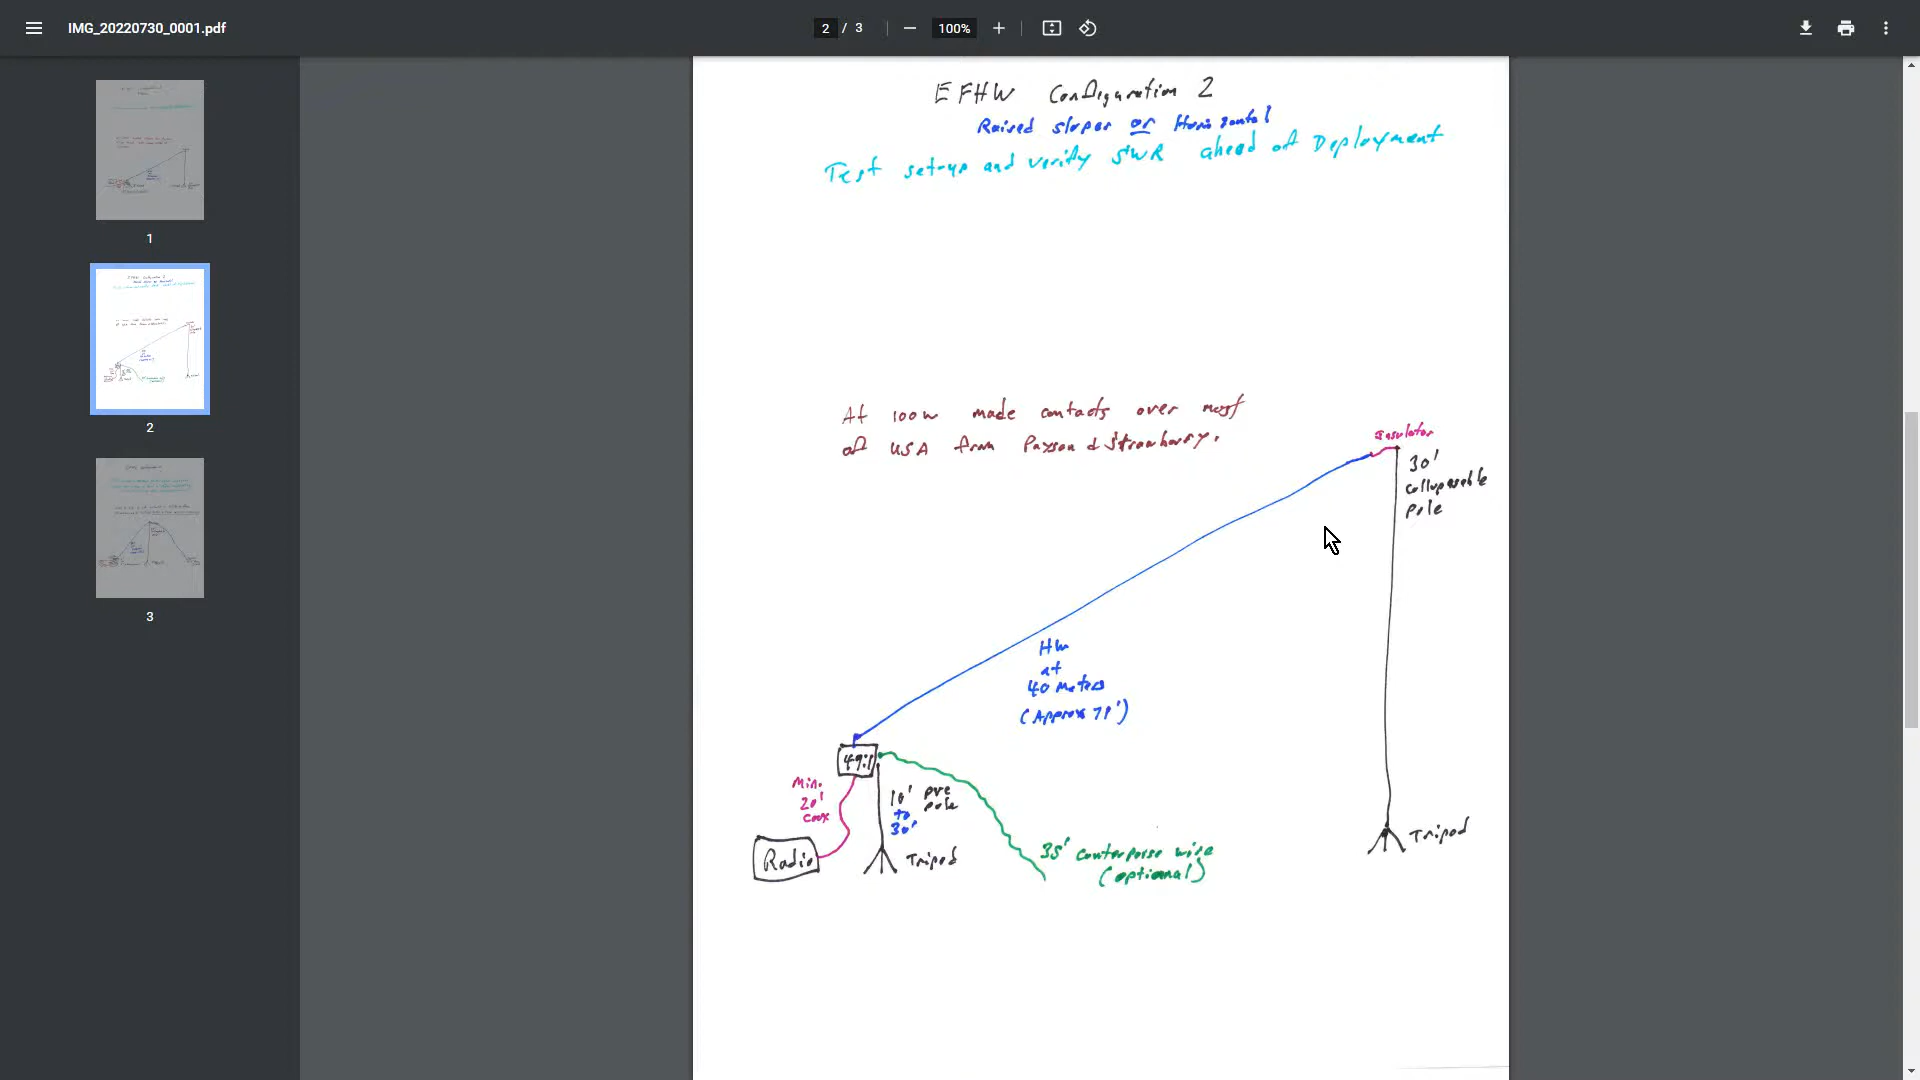 IMG_20220730_0001.pdf
2 / 3
100%
1
2
3
EFHW Configuration 2
Raised sloper or Horizontal
Test set-up and verify SWR ahead of Deployment
At 100w made contacts over most
of USA from Payson & Strawberry.
Insulator
30'
collapsable
pole
HW
at
40 Meters
(Approx 71')
49:1
Min.
20'
coax
10' pvc
pole
to
30'
Radio
Tripod
35' conterpoise wire
(optional)
Tripod